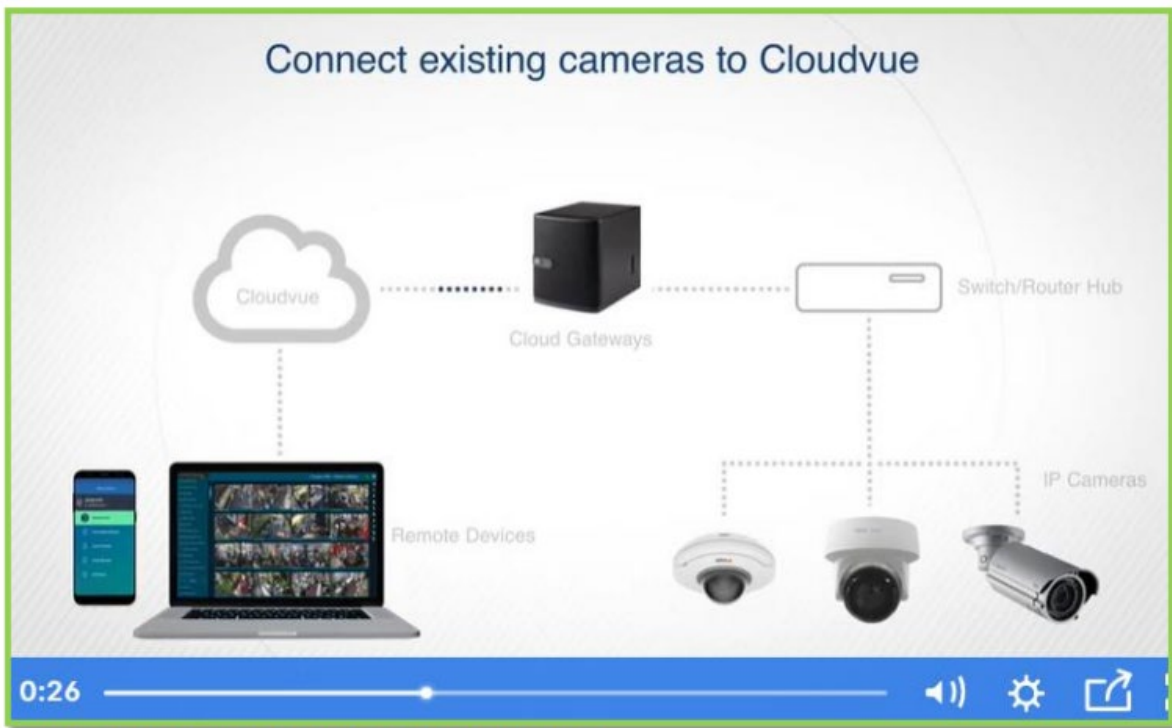 Connect existing cameras to Cloudvue
Cloudvue
Cloud Gateways
Switch/Router Hub
IP Cameras
Remote Devices
0:26